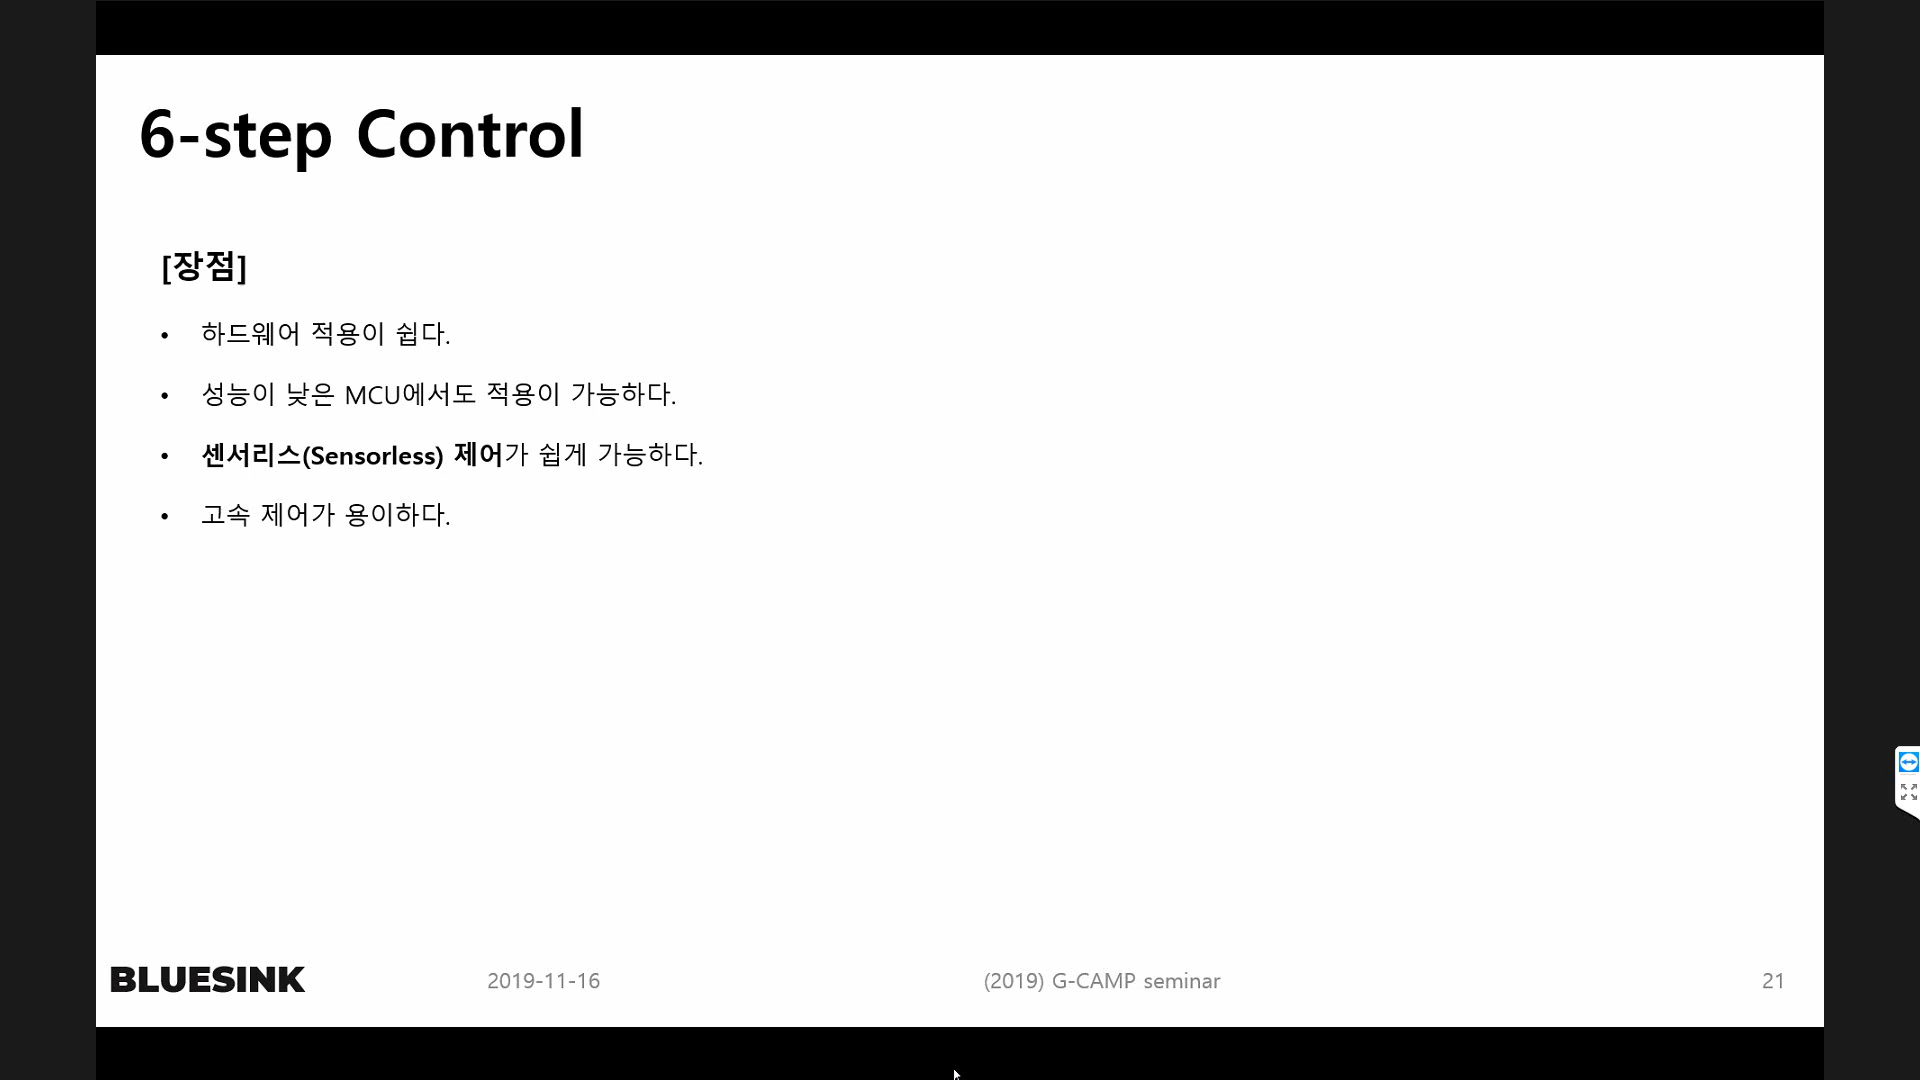 6-step Control
[장점]
• 하드웨어 적용이 쉽다.
• 성능이 낮은 MCU에서도 적용이 가능하다.
• 센서리스(Sensorless) 제어가 쉽게 가능하다.
• 고속 제어가 용이하다.
BLUESINK 2019-11-16 (2019) G-CAMP seminar 21